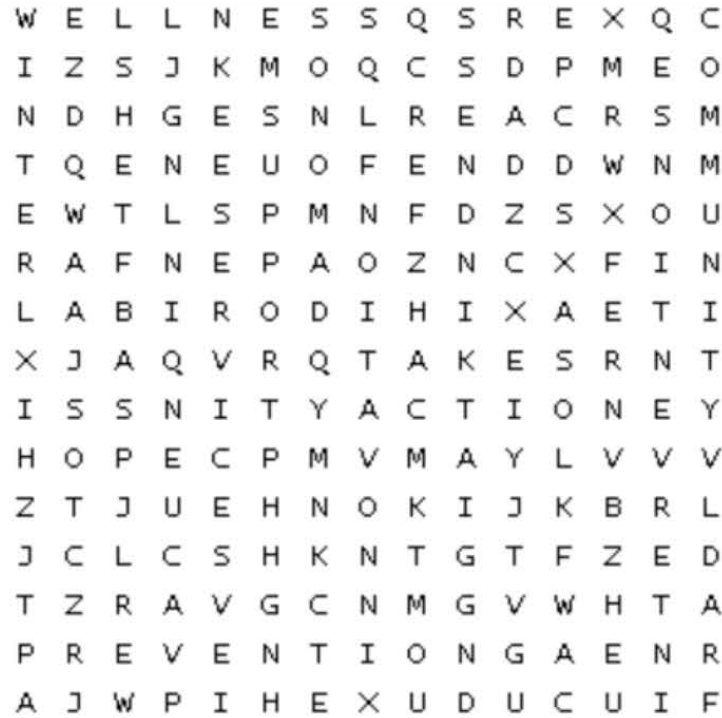 W E L L N E S S Q S R E X Q C
I Z S J K M O Q C S D P M E O
N D H G E S N L R E A C R S M
T Q E N E U O F E N D D W N M
E W T L S P M N F D Z S X O U
R A F N E P A O Z N C X F I N
L A B I R O D I H I X A E T I
X J A Q V R Q T A K E S R N T
I S S N I T Y A C T I O N E Y
H O P E C P M V M A Y L V V V
Z T J U E H N O K I J K B R L
J C L C S H K N T G T F Z E D
T Z R A V G C N M G V W H T A
P R E V E N T I O N G A E N R
A J W P I H E X U D U C U I F